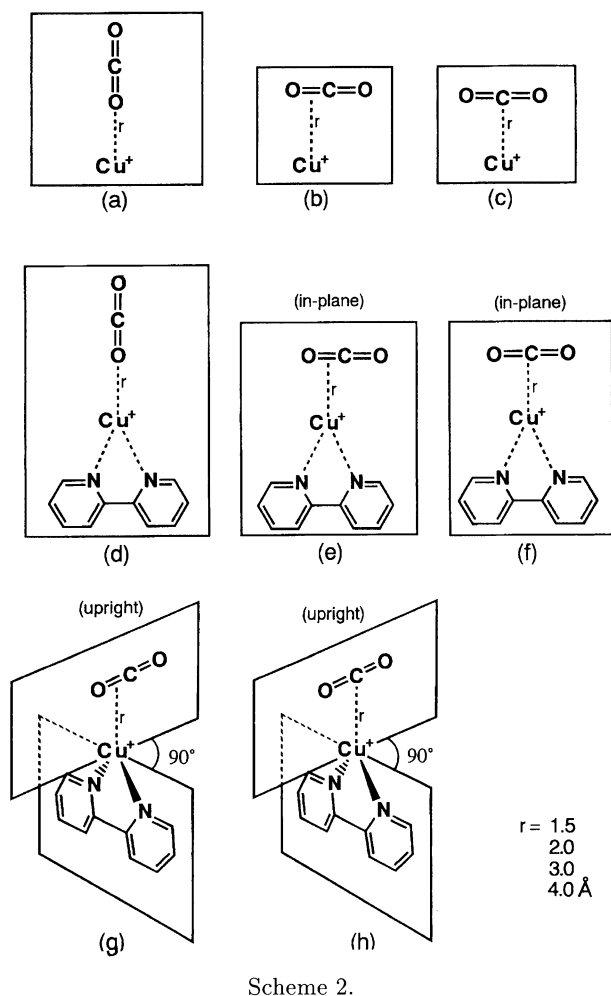 O=C=O
r
Cu⁺
(a)
O=C=O
r
Cu⁺
(b)
O=C=O
r
Cu⁺
(c)
O=C=O
r
Cu⁺
N N
(d)
(in-plane)
O=C=O
r
Cu⁺
N N
(e)
(in-plane)
O=C=O
r
Cu⁺
N N
(f)
(upright)
O=C=O
r
Cu⁺
90°
N
N
(g)
(upright)
O=C=O
r
Cu⁺
90°
N
N
(h)
r = 1.5
2.0
3.0
4.0 Å
Scheme 2.